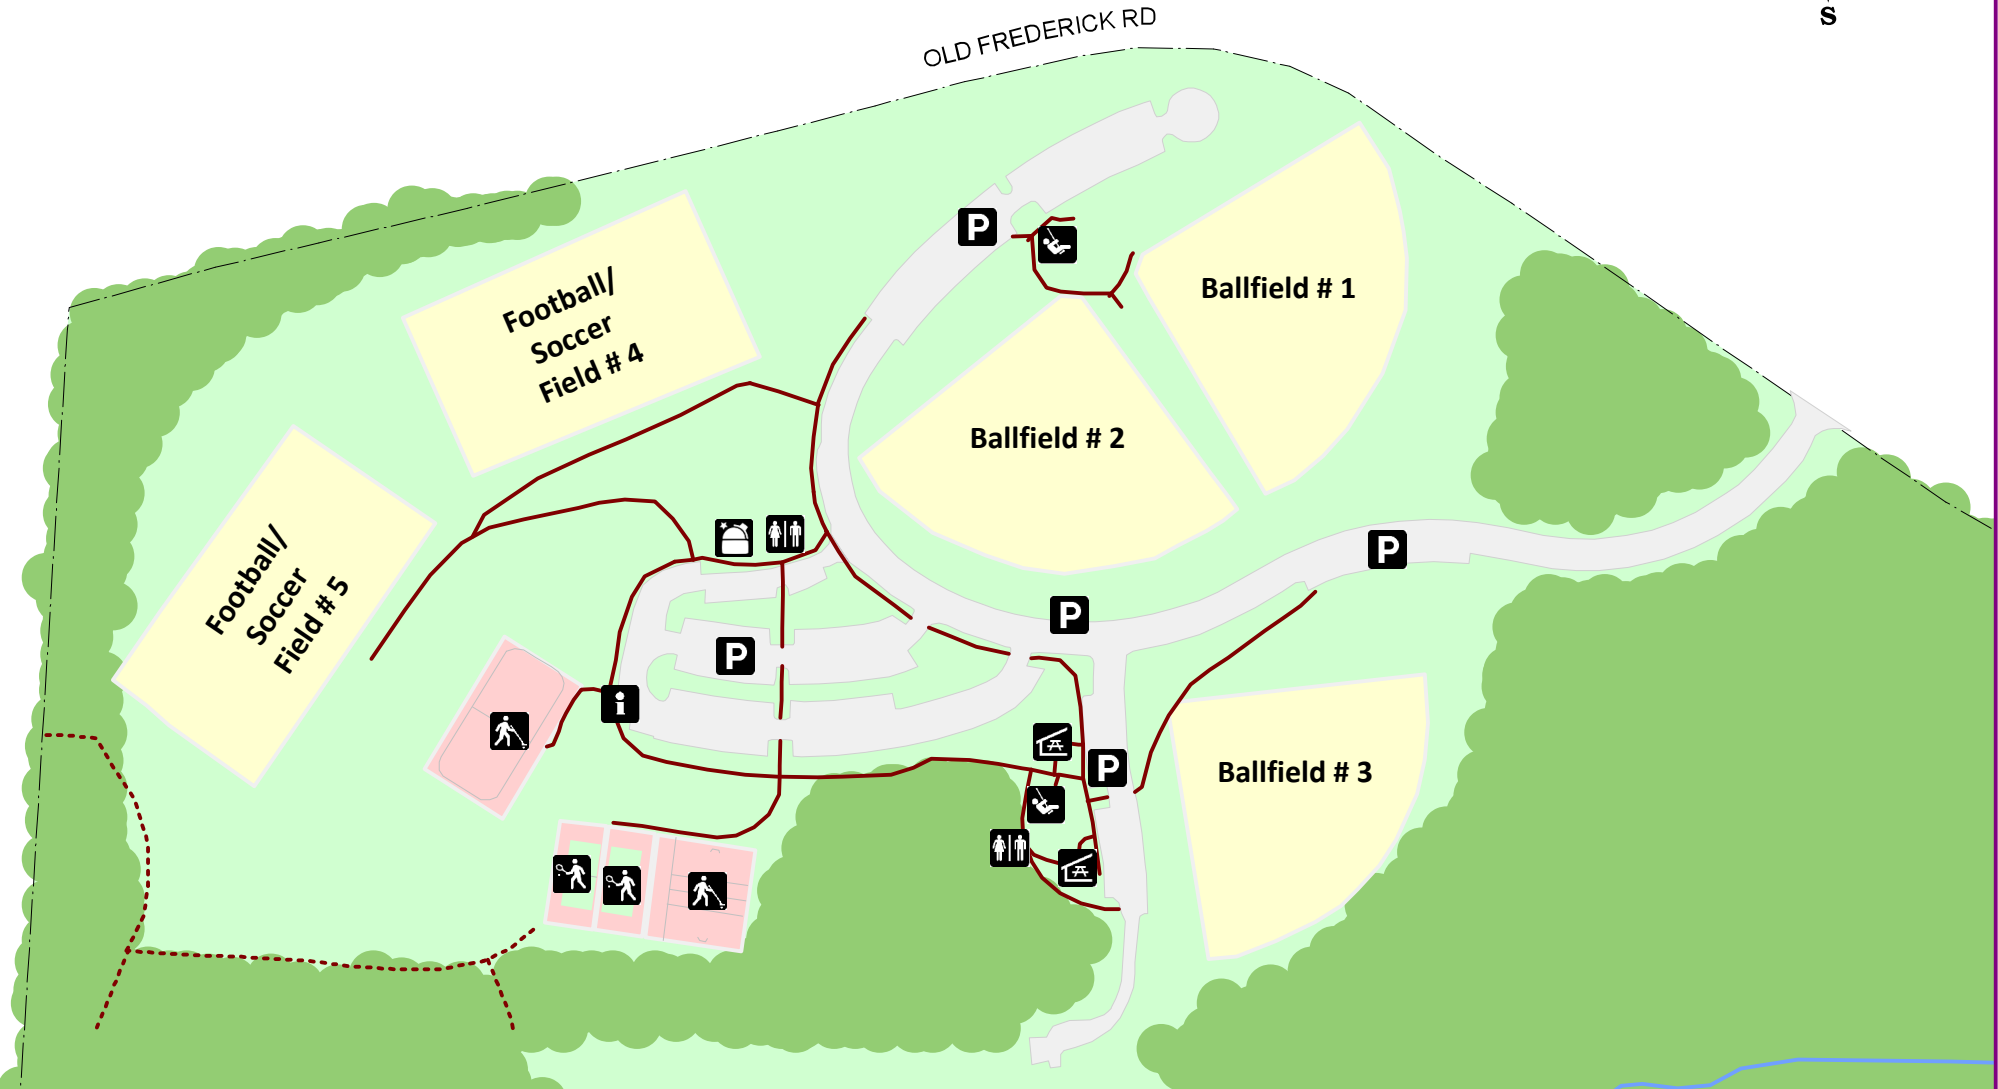 S
OLD FREDERICK RD
P
Ballfield # 1
Football/
Soccer
Field # 4
Ballfield # 2
Football/
Soccer
Field # 5
P
P
P
i
P
Ballfield # 3